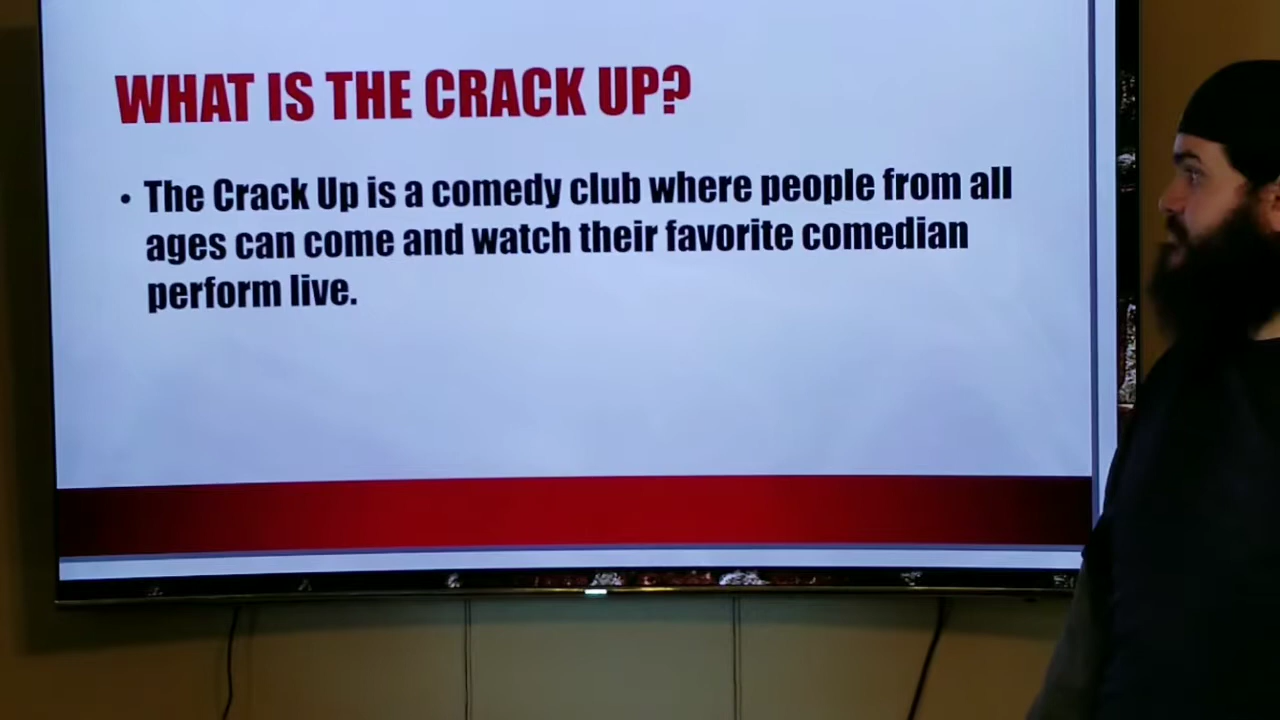 WHAT IS THE CRACK UP?
• The Crack Up is a comedy club where people from all
ages can come and watch their favorite comedian
perform live.